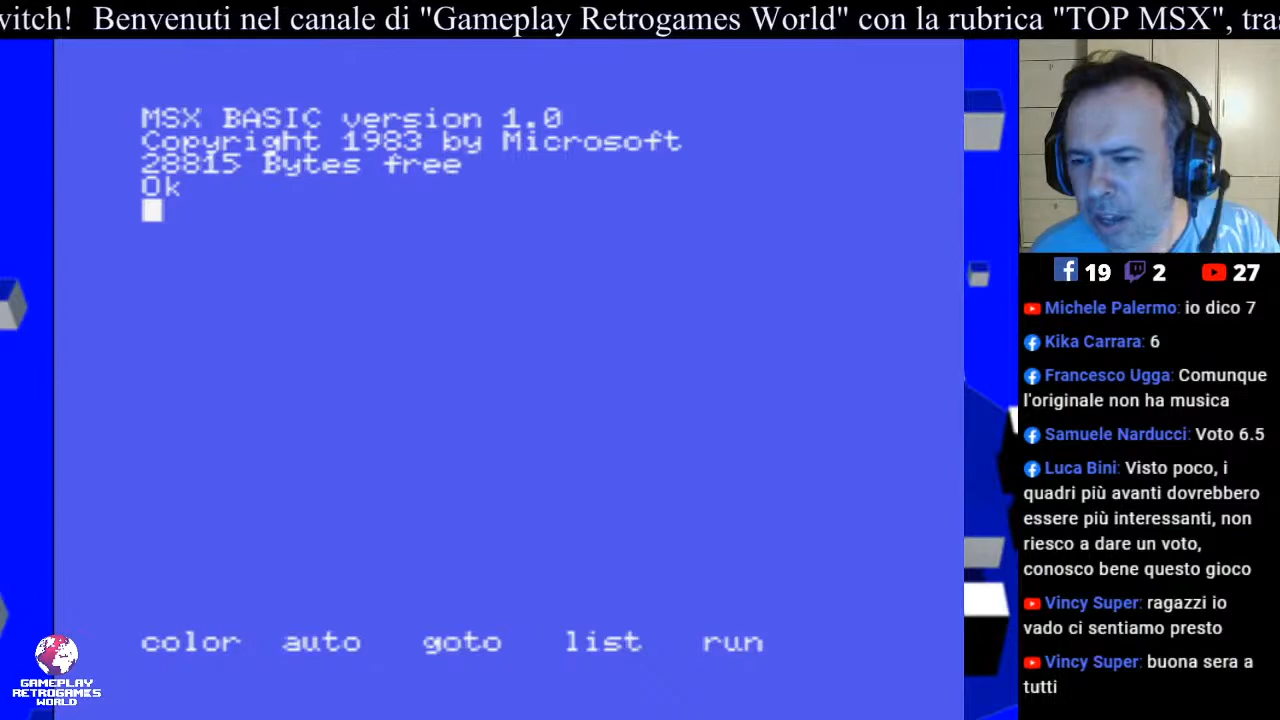 witch!  Benvenuti nel canale di "Gameplay Retrogames World" con la rubrica "TOP MSX", tras
MSX BASIC version 1.0
Copyright 1983 by Microsoft
28815 Bytes free
Ok
color auto goto list run
GAMEPLAY
RETROGAMES
WORLD
19 2 27
Michele Palermo: io dico 7
Kika Carrara: 6
Francesco Ugga: Comunque
l'originale non ha musica
Samuele Narducci: Voto 6.5
Luca Bini: Visto poco, i
quadri più avanti dovrebbero
essere più interessanti, non
riesco a dare un voto,
conosco bene questo gioco
Vincy Super: ragazzi io
vado ci sentiamo presto
Vincy Super: buona sera a
tutti